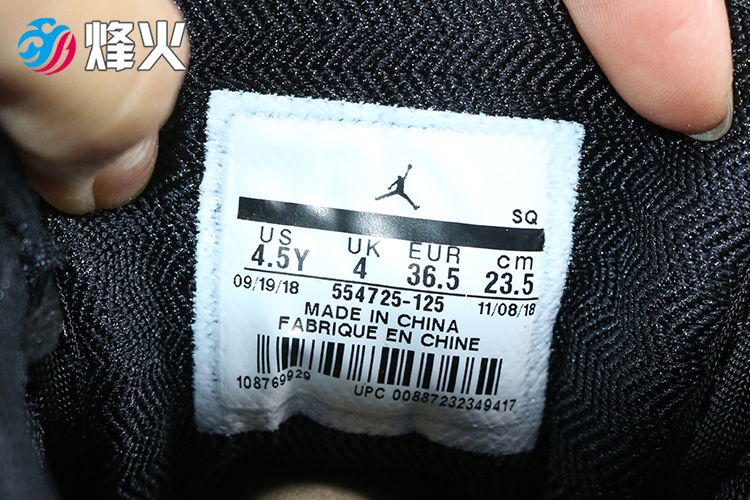 烽火
SQ
US UK EUR cm
4.5Y 4 36.5 23.5
09/19/18 554725-125 11/08/18
MADE IN CHINA
FABRIQUE EN CHINE
108769929 UPC 00887232349417